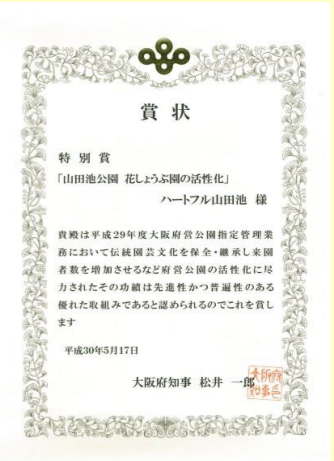 賞状
特別賞
「山田池公園 花しょうぶ園の活性化」
ハートフル山田池 様
貴殿は平成29年度大阪府営公園指定管理業
務において伝統園芸文化を保全・継承し来園
者数を増加させるなど府営公園の活性化に尽
力されたその功績は先進性かつ普遍性のある
優れた取組みであると認められるのでこれを賞し
ます
平成30年5月17日
大阪府知事 松井 一郎